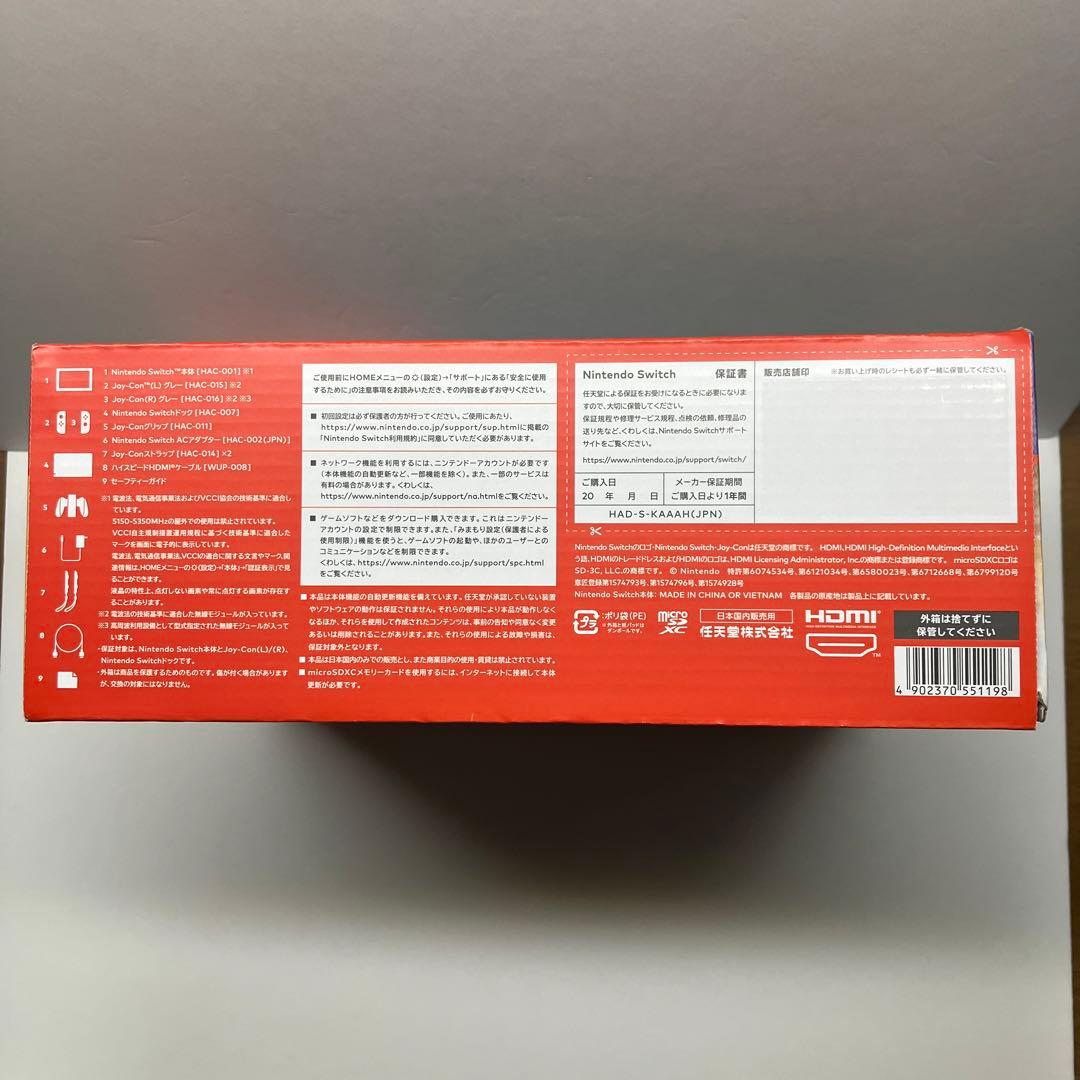 1 Nintendo Switch™本体 [HAC-001] ※1
2 Joy-Con™(L) グレー [HAC-015] ※2
3 Joy-Con(R) グレー [HAC-016] ※2 ※3
4 Nintendo Switchドック [HAC-007]
5 Joy-Conグリップ [HAC-011]
6 Nintendo Switch ACアダプター [HAC-002(JPN)]
7 Joy-Conストラップ [HAC-014] ×2
8 ハイスピードHDMI®ケーブル [WUP-008]
9 セーフティーガイド
※1 電波法、電気通信事業法およびVCCI協会の技術基準に適合し
ています。
5150-5350MHzの屋外での使用は禁止されています。
VCCI自主規制措置運用規程に基づく技術基準に適合した
マークを画面に電子的に表示しています。
電波法、電気通信事業法、VCCIの適合に関する文言やマーク、関
連情報は、HOMEメニューの(設定)→「本体」→「認証表示」で見
ることができます。
液晶の特性上、点灯しない画素や常に点灯する画素が存在す
ることがあります。
※2 電波法の技術基準に適合した無線モジュールが入っています。
※3 高周波利用設備として型式指定された無線モジュールが入って
います。
・保証対象は、Nintendo Switch本体とJoy-Con(L)/(R)、
Nintendo Switchドックです。
・外箱は商品を保護するためのものです。傷が付く場合があります
が、交換の対象にはなりません。
1
2
3
4
5
6
7
8
9
ご使用前にHOMEメニューの(設定)→「サポート」にある「安全に使用
するために」の注意事項をお読みいただき、その内容を必ずお守りください。
■ 初回設定は必ず保護者の方が行ってください。ご使用にあたり、
https://www.nintendo.co.jp/support/sup.htmlに掲載の
「Nintendo Switch利用規約」に同意していただく必要があります。
■ ネットワーク機能を利用するには、ニンテンドーアカウントが必要です
(本体機能の自動更新など、一部機能を除く)。また、一部のサービスは
有料の場合があります。くわしくは、
https://www.nintendo.co.jp/support/na.htmlをご覧ください。
■ ゲームソフトなどをダウンロード購入できます。これはニンテンドー
アカウントの設定で制限できます。また、「みまもり設定(保護者による
使用制限)」機能を使うと、ゲームソフトの起動や、ほかのユーザーとの
コミュニケーションなどを制限できます。
くわしくは、https://www.nintendo.co.jp/support/spc.html
をご覧ください。
■ 本品は本体機能の自動更新機能を備えています。任天堂が承認していない装置
やソフトウェアの動作は保証されません。それらの使用により本品が動作しなく
なるほか、それらを使用して作成されたコンテンツは、事前の告知や同意なく変更
あるいは削除されることがあります。また、それらの使用による故障や損害は、
保証対象外となります。
■ 本品は日本国内のみでの販売とし、また商業目的の使用・賃貸は禁止されています。
■ microSDXCメモリーカードを使用するには、インターネットに接続して本体
更新が必要です。
Nintendo Switch 保証書
任天堂による保証をお受けになるときに必要になりま
すので、大切に保管してください。
保証規程や修理サービス規程、点検の依頼、修理品の
送り先など、くわしくは、Nintendo Switchサポート
サイトをご覧ください。
https://www.nintendo.co.jp/support/switch/
ご購入日 メーカー保証期間
20 年 月 日 ご購入日より1年間
HAD-S-KAAAH(JPN)
販売店舗印 ※お買い上げ時のレシートも必ず一緒に保管してください。
Nintendo Switchのロゴ・Nintendo Switch・Joy-Conは任天堂の商標です。 HDMI、HDMI High-Definition Multimedia Interfaceとい
う語、HDMIのトレードドレスおよびHDMIのロゴは、HDMI Licensing Administrator, Inc.の商標または登録商標です。 microSDXCロゴは
SD-3C, LLC.の商標です。 © Nintendo 特許第6074534号、第6121034号、第6580023号、第6712668号、第6799120号
意匠登録第1574793号、第1574796号、第1574928号
Nintendo Switch本体: MADE IN CHINA OR VIETNAM 各製品の原産地は製品上に記載しています。
プラ
:ポリ袋(PE)
※外箱と紙パッドは
ダンボールです。
micro
SD
XC
日本国内販売用
任天堂株式会社
HDMI
HIGH-DEFINITION MULTIMEDIA INTERFACE
TM
外箱は捨てずに
保管してください
4 902370 551198